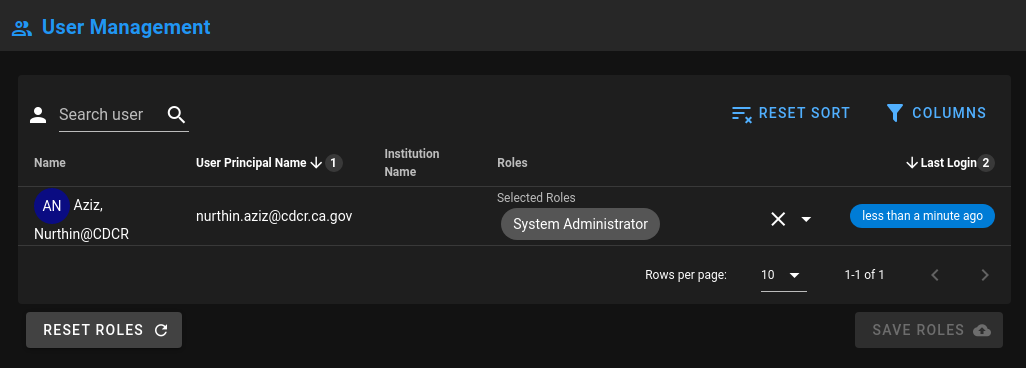 User Management
Search user
RESET SORT
COLUMNS
Name
User Principal Name 1
Institution
Name
Roles
Last Login 2
AN Aziz,
Nurthin@CDCR
nurthin.aziz@cdcr.ca.gov
Selected Roles
System Administrator
less than a minute ago
Rows per page:
10
1-1 of 1
RESET ROLES
SAVE ROLES